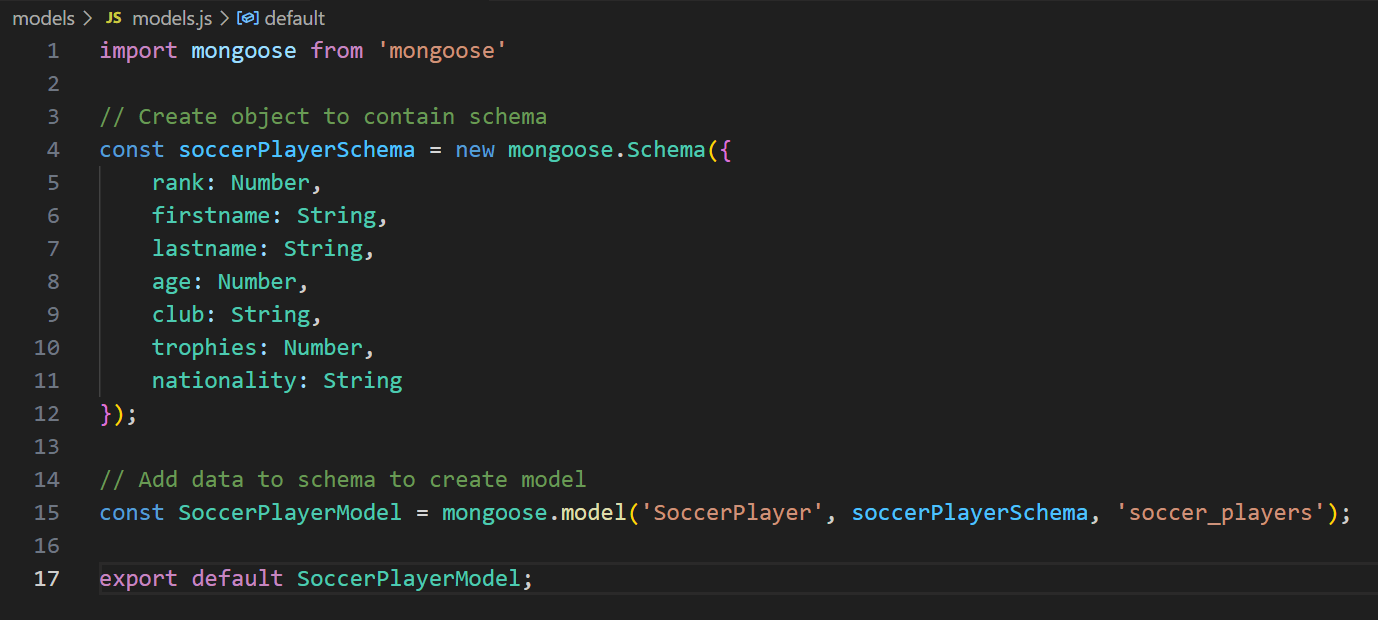 models > JS models.js > default
1 import mongoose from 'mongoose'
2
3 // Create object to contain schema
4 const soccerPlayerSchema = new mongoose.Schema({
5     rank: Number,
6     firstname: String,
7     lastname: String,
8     age: Number,
9     club: String,
10     trophies: Number,
11     nationality: String
12 });
13
14 // Add data to schema to create model
15 const SoccerPlayerModel = mongoose.model('SoccerPlayer', soccerPlayerSchema, 'soccer_players');
16
17 export default SoccerPlayerModel;